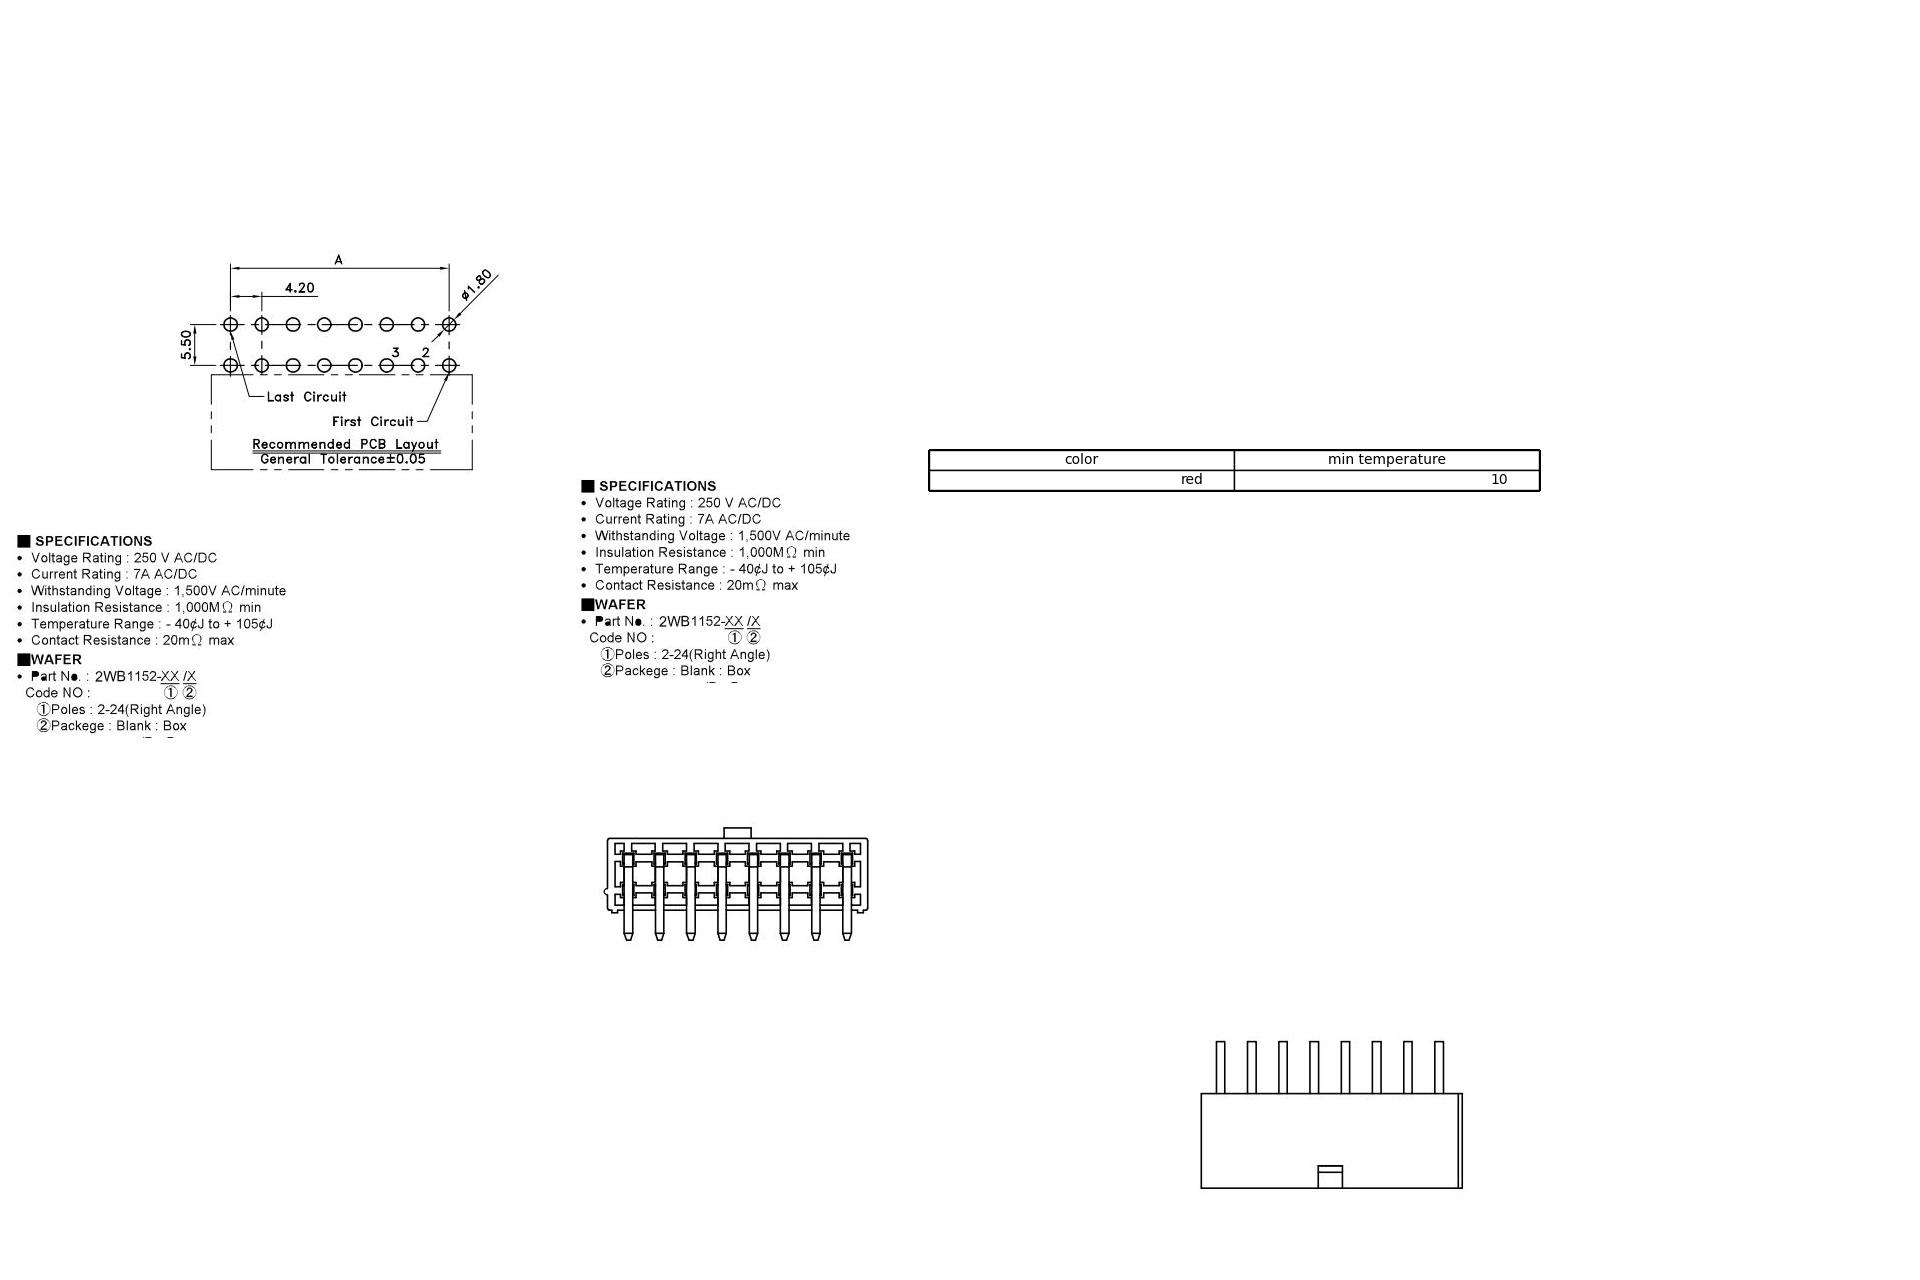 A
4.20
ø1.80
5.50
3 2
Last Circuit
First Circuit
Recommended PCB Layout
General Tolerance±0.05
■ SPECIFICATIONS
• Voltage Rating : 250 V AC/DC
• Current Rating : 7A AC/DC
• Withstanding Voltage : 1,500V AC/minute
• Insulation Resistance : 1,000MΩ min
• Temperature Range : - 40¢J to + 105¢J
• Contact Resistance : 20mΩ max
■WAFER
• Part No. : 2WB1152-XX /X
Code NO : ① ②
①Poles : 2-24(Right Angle)
②Packege : Blank : Box
■ SPECIFICATIONS
• Voltage Rating : 250 V AC/DC
• Current Rating : 7A AC/DC
• Withstanding Voltage : 1,500V AC/minute
• Insulation Resistance : 1,000MΩ min
• Temperature Range : - 40¢J to + 105¢J
• Contact Resistance : 20mΩ max
■WAFER
• Part No. : 2WB1152-XX /X
Code NO : ① ②
①Poles : 2-24(Right Angle)
②Packege : Blank : Box
color min temperature
red 10